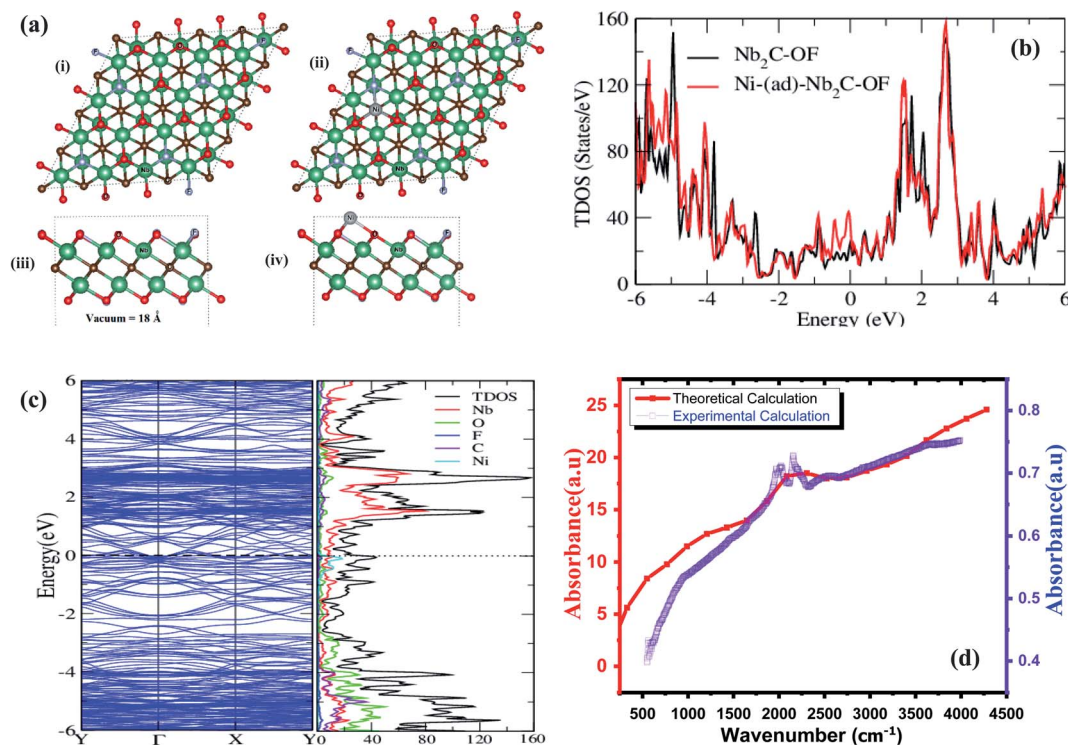 (a)
(i)
F
Nb
F
(ii)
F
Ni
Nb
F
(iii)
Nb
F
Vacuum = 18 Å
(iv)
Ni
Nb
F
(b)
TDOS (States/eV)
160
120
80
40
0
Nb2C-OF
Ni-(ad)-Nb2C-OF
-6 -4 -2 0 2 4 6
Energy (eV)
(c)
Energy(eV)
6
4
2
0
-2
-4
-6
Y Γ X Y
TDOS
Nb
O
F
C
Ni
0 40 80 120 160
(d)
Theoretical Calculation
Experimental Calculation
Absorbance(a.u)
25
20
15
10
5
0
Absorbance(a.u)
0.8
0.7
0.6
0.5
0.4
500 1000 1500 2000 2500 3000 3500 4000 4500
Wavenumber (cm-1)